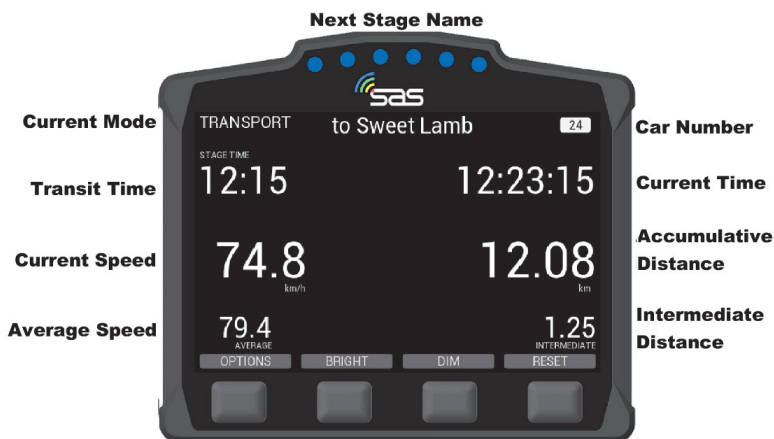 Next Stage Name
sas
Current Mode
TRANSPORT
to Sweet Lamb
24
Car Number
STAGE TIME
Transit Time
12:15
12:23:15
Current Time
Current Speed
74.8
km/h
12.08
km
Accumulative
Distance
Average Speed
79.4
AVERAGE
1.25
INTERMEDIATE
Intermediate
Distance
OPTIONS
BRIGHT
DIM
RESET